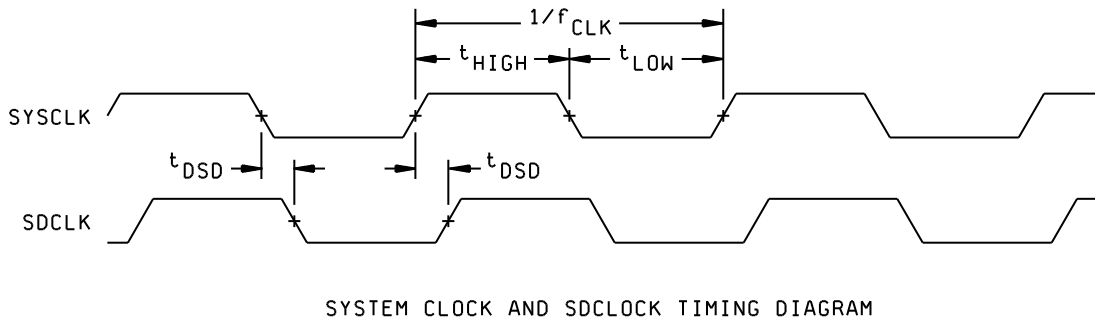 1/fCLK
tHIGH tLOW
SYSCLK
tDSD tDSD
SDCLK
SYSTEM CLOCK AND SDCLOCK TIMING DIAGRAM